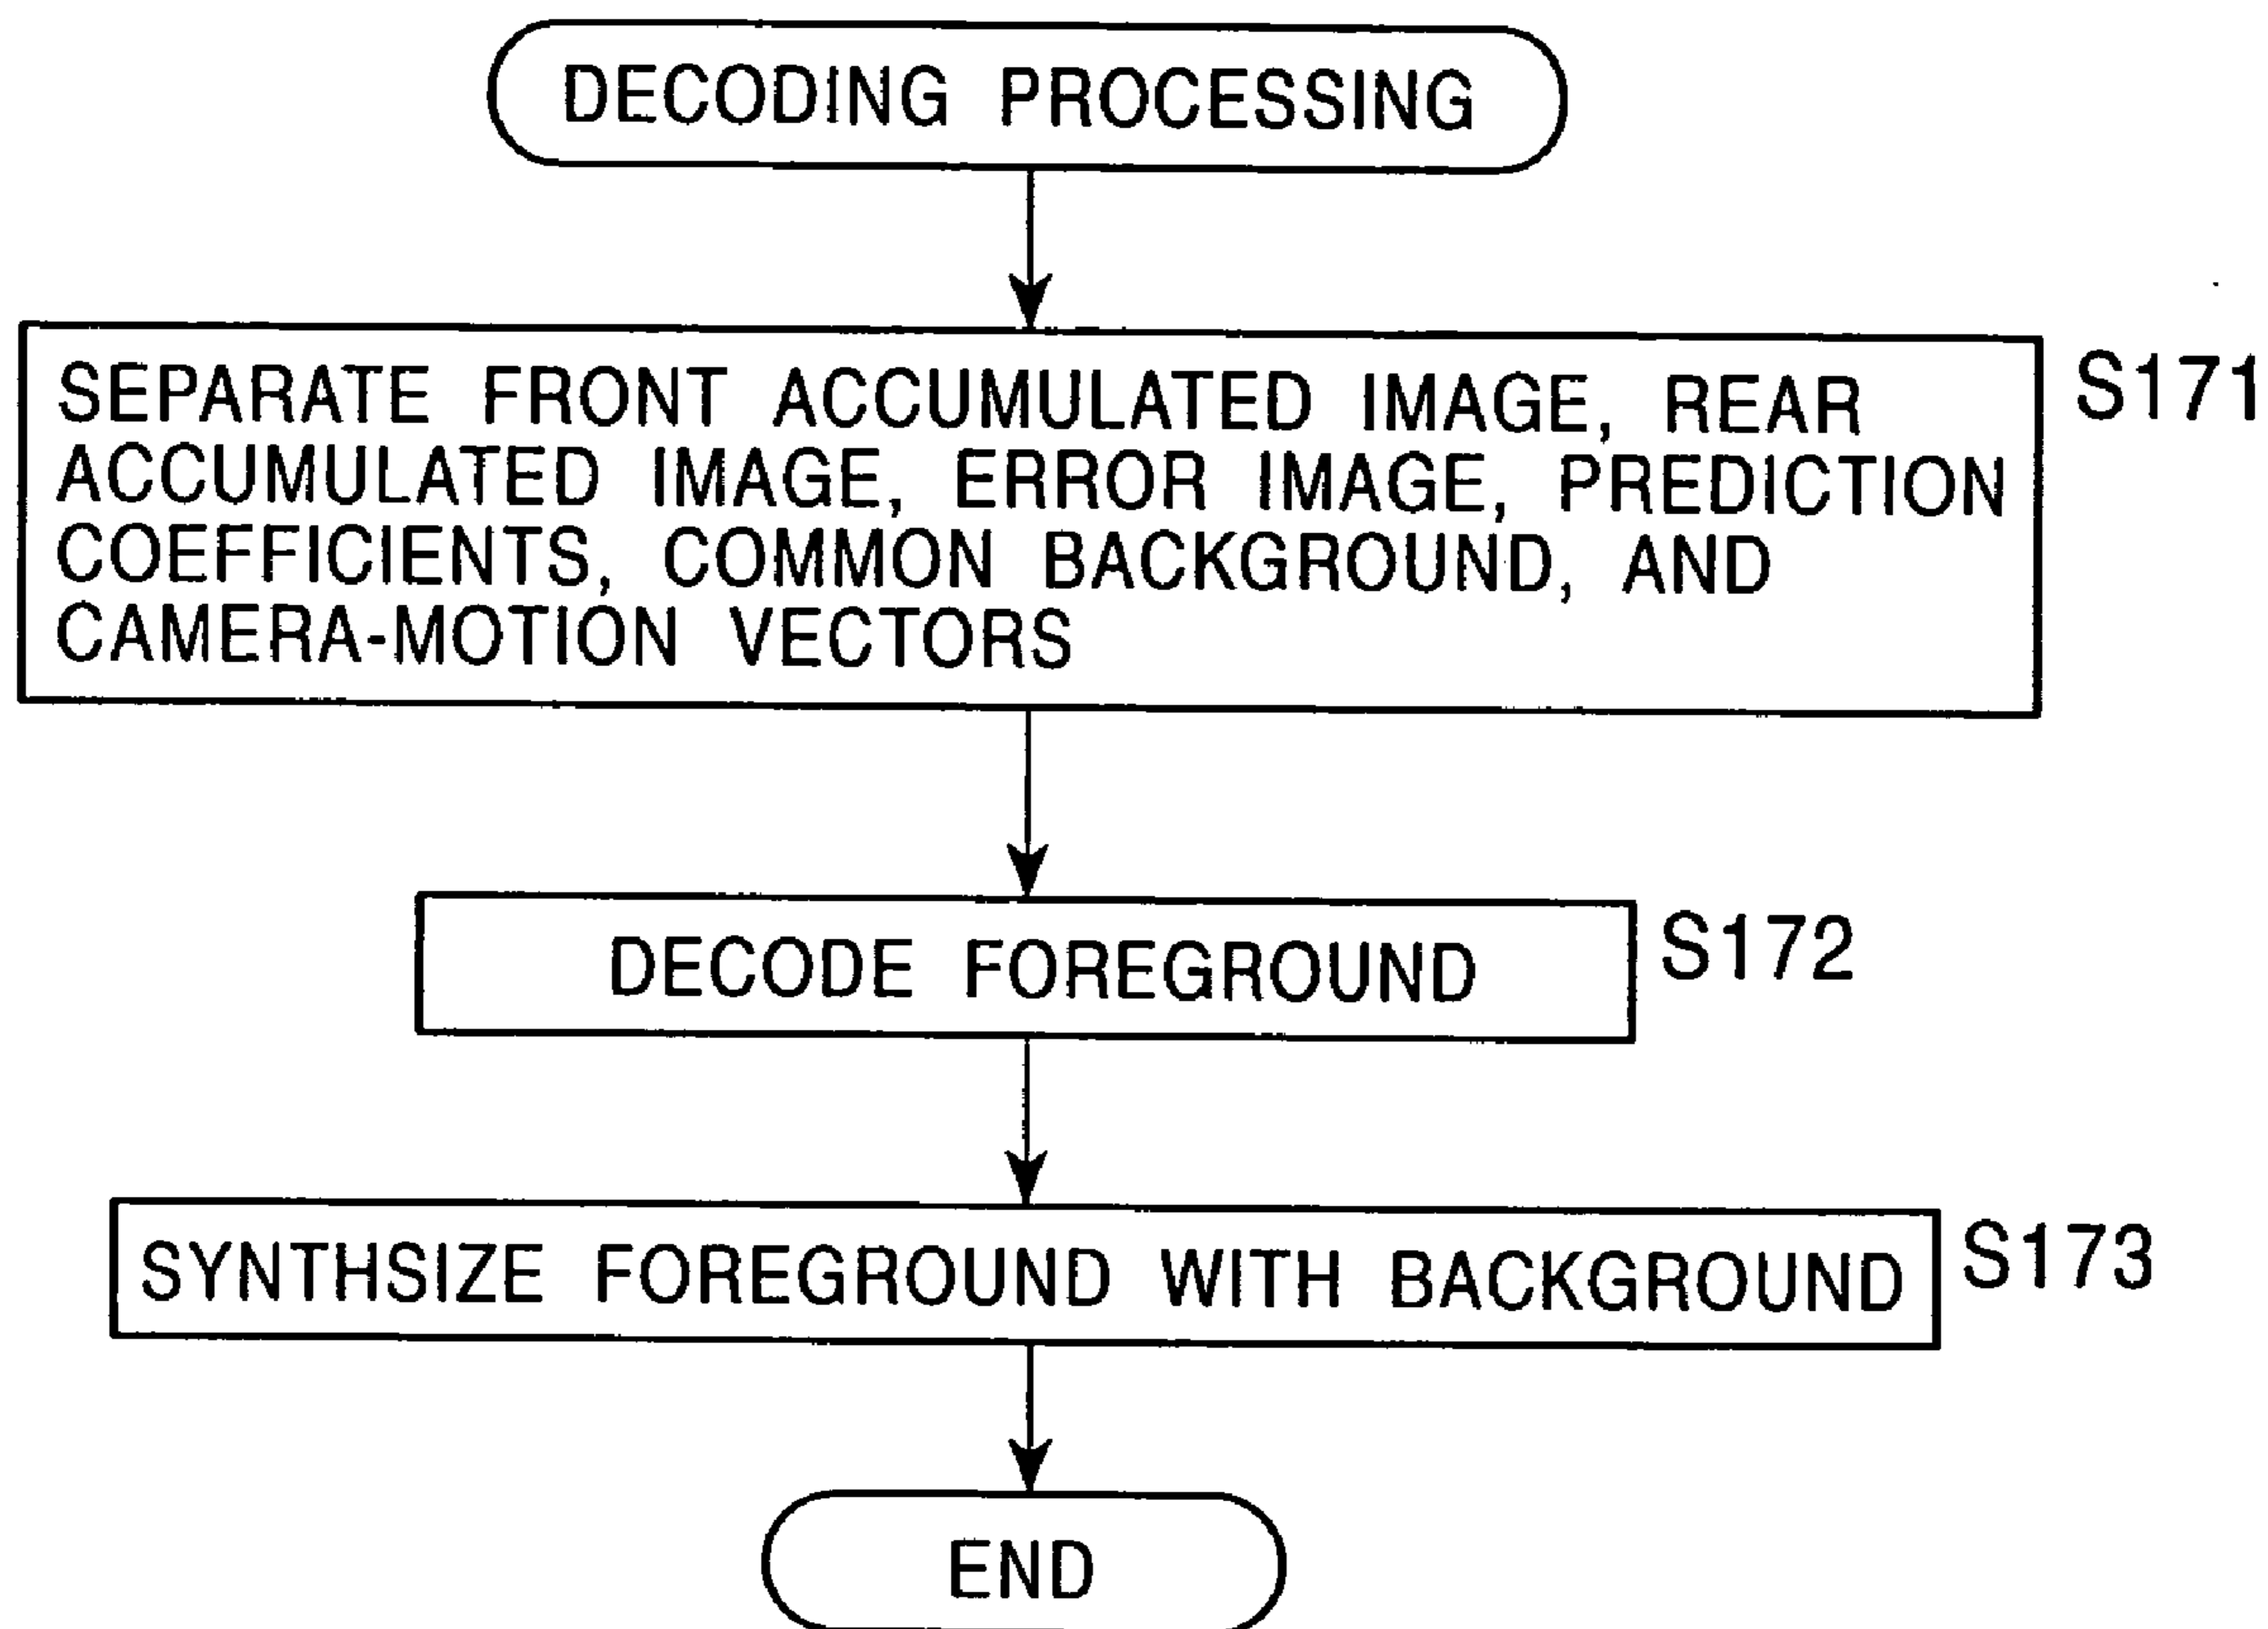 DECODING PROCESSING
SEPARATE FRONT ACCUMULATED IMAGE, REAR
ACCUMULATED IMAGE, ERROR IMAGE, PREDICTION
COEFFICIENTS, COMMON BACKGROUND, AND
CAMERA-MOTION VECTORS
S171
DECODE FOREGROUND
S172
SYNTHSIZE FOREGROUND WITH BACKGROUND
S173
END